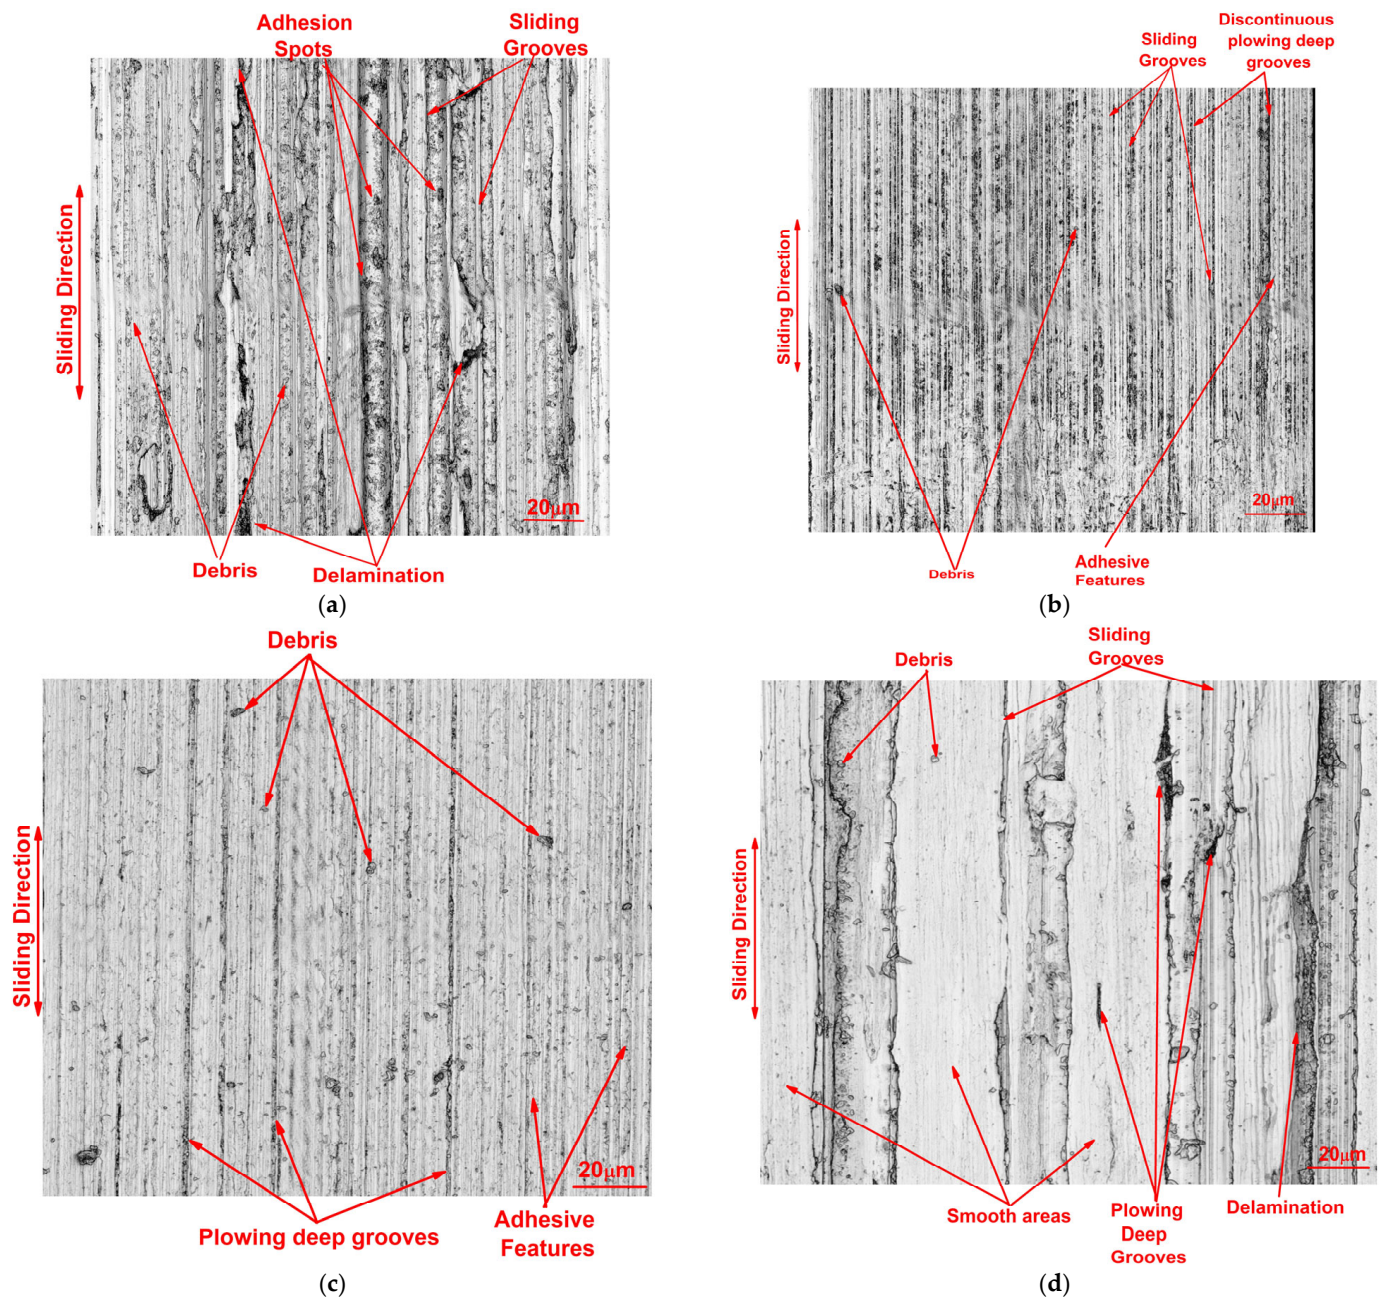 Adhesion
Spots
Sliding
Grooves
Sliding Direction
20μm
Debris
Delamination
(a)
Discontinuous
plowing deep
grooves
Sliding
Grooves
Sliding Direction
20μm
Debris
Adhesive
Features
(b)
Debris
Sliding Direction
20μm
Plowing deep grooves
Adhesive
Features
(c)
Sliding
Grooves
Debris
Sliding Direction
20μm
Smooth areas
Plowing
Deep
Grooves
Delamination
(d)